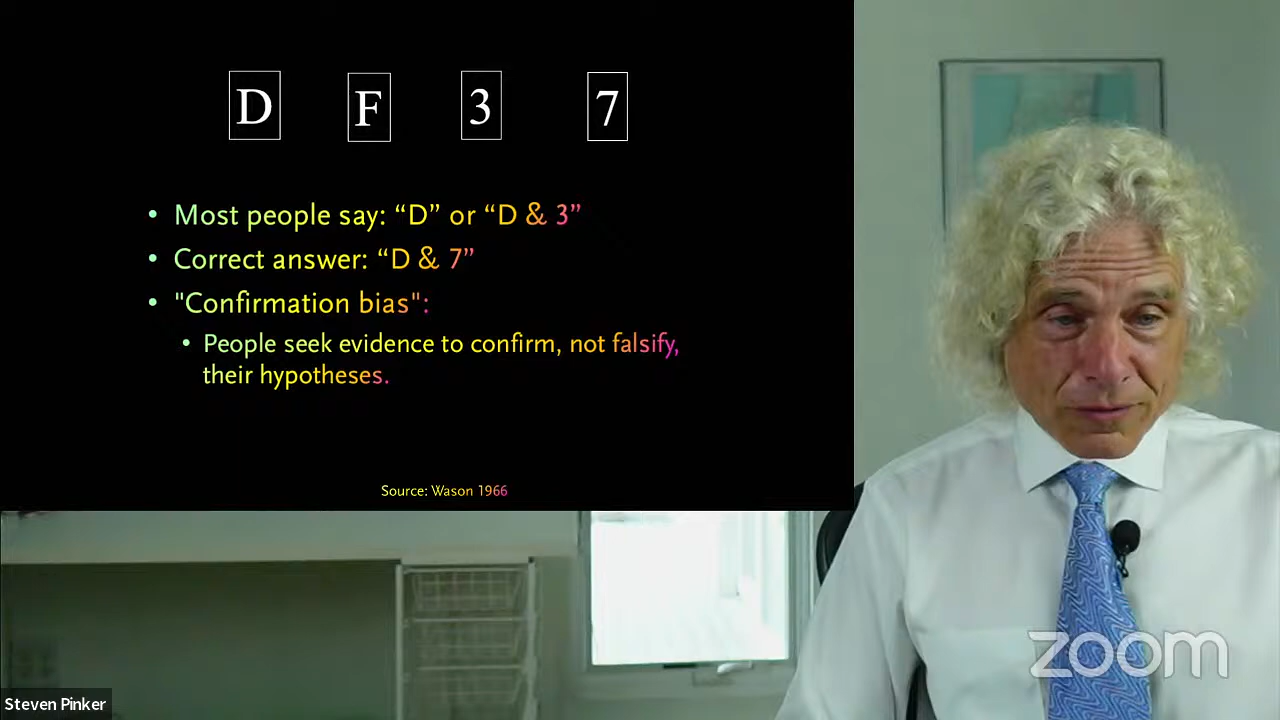 D F 3 7
• Most people say: “D” or “D & 3”
• Correct answer: “D & 7”
• "Confirmation bias":
• People seek evidence to confirm, not falsify,
their hypotheses.
Source: Wason 1966
zoom
Steven Pinker